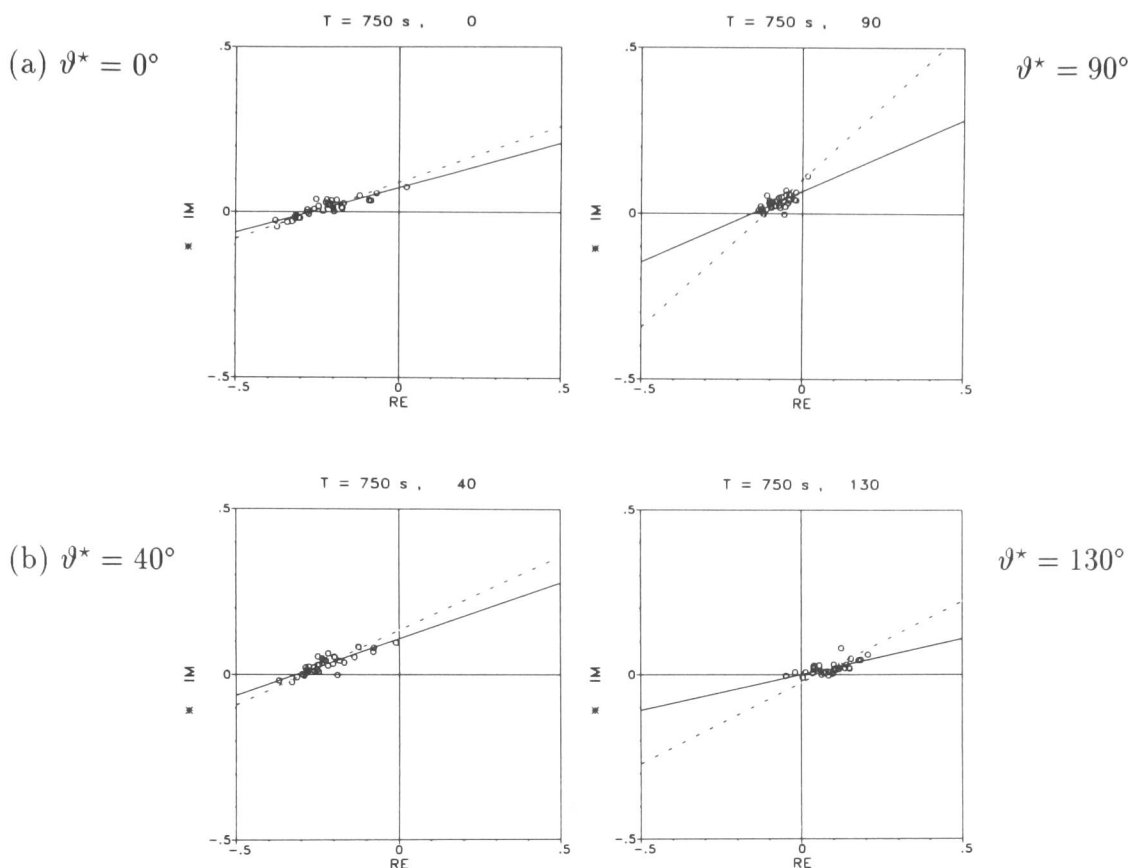 T = 750 s , 0
T = 750 s , 90
(a) ϑ* = 0°
ϑ* = 90°
.5
.5
* IM
0
* IM
0
-.5
-.5
-.5 0 .5
-.5 0 .5
RE
RE
T = 750 s , 40
T = 750 s , 130
(b) ϑ* = 40°
ϑ* = 130°
.5
.5
* IM
0
* IM
0
-.5
-.5
-.5 0 .5
-.5 0 .5
RE
RE